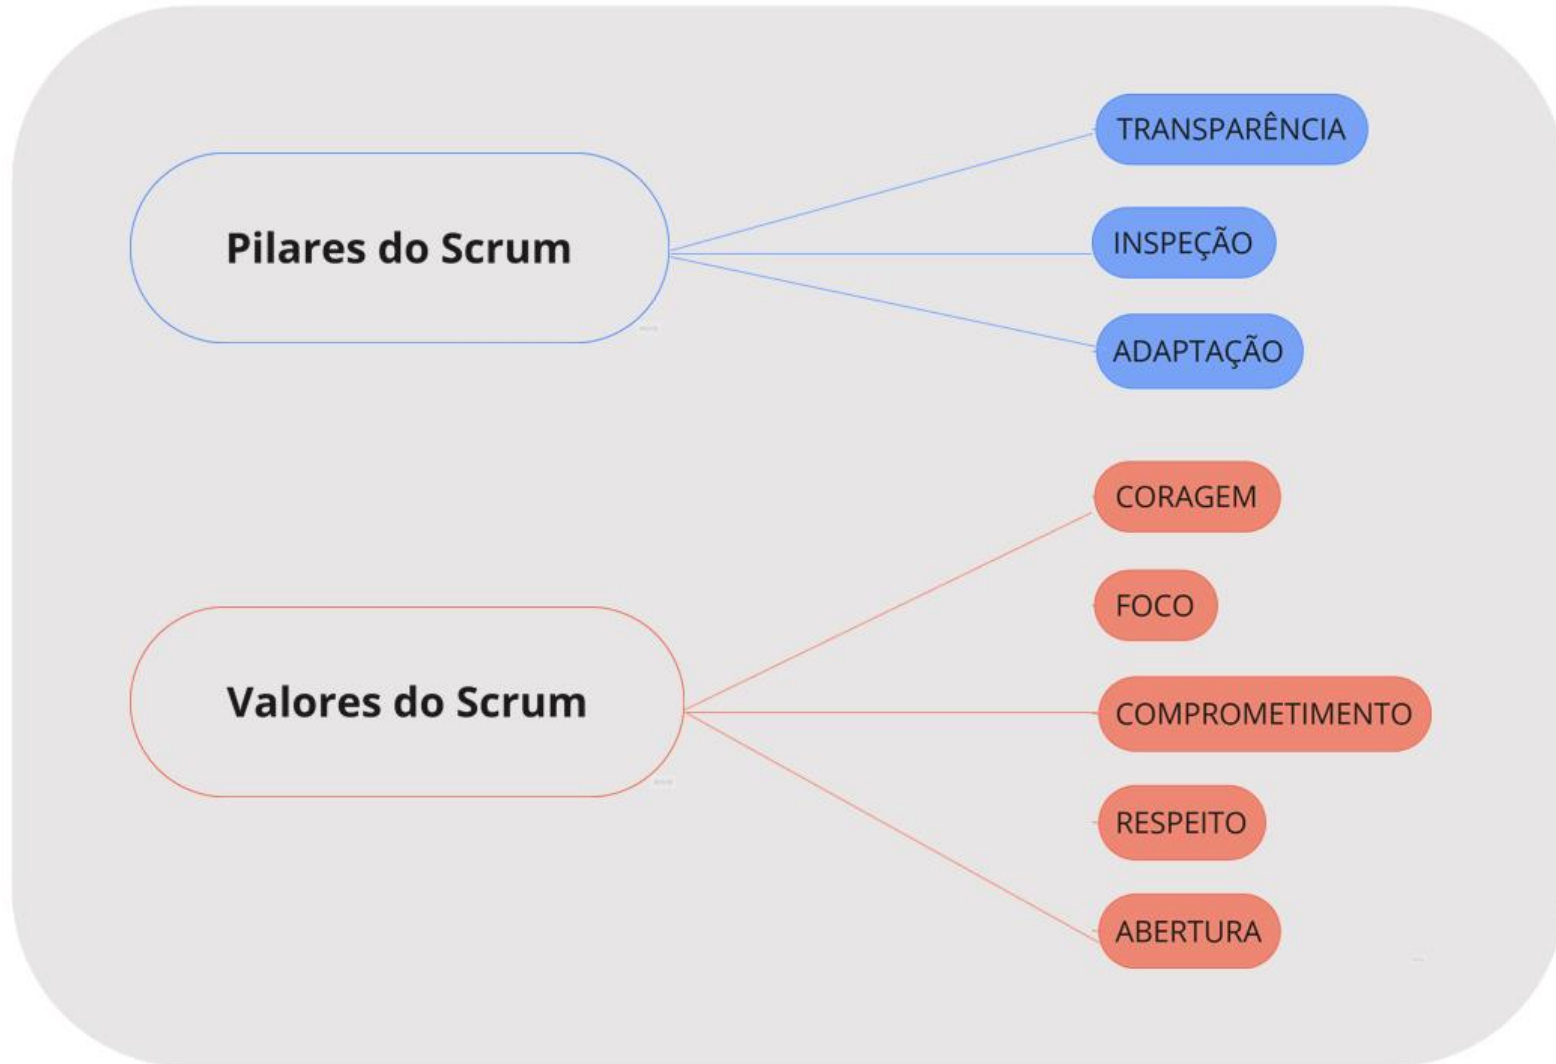 Pilares do Scrum
TRANSPARÊNCIA
INSPEÇÃO
ADAPTAÇÃO
Valores do Scrum
CORAGEM
FOCO
COMPROMETIMENTO
RESPEITO
ABERTURA